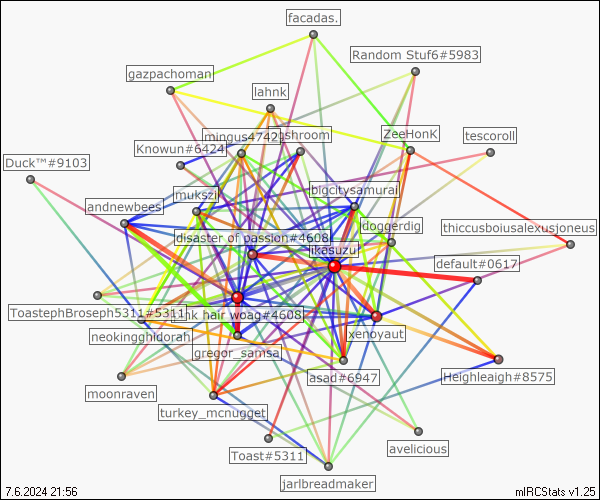 facadas.
Random Stuf6#5983
gazpachoman
lahnk
mingus4742
shroom
ZeeHonK
tescoroll
Knowun#6424
Duck™#9103
mukszi
bigcitysamurai
andnewbees
doggerdig
thiccusboiusalexusjoneus
disaster of passion#4608
ikasuzu
default#0617
ToastephBroseph5311#5311
pink hair woag#4608
neokingghidorah
xenoyaut
gregor_samsa
asad#6947
Heighleaigh#8575
moonraven
turkey_mcnugget
avelicious
Toast#5311
jarlbreadmaker
7.6.2024 21:56
mIRCStats v1.25